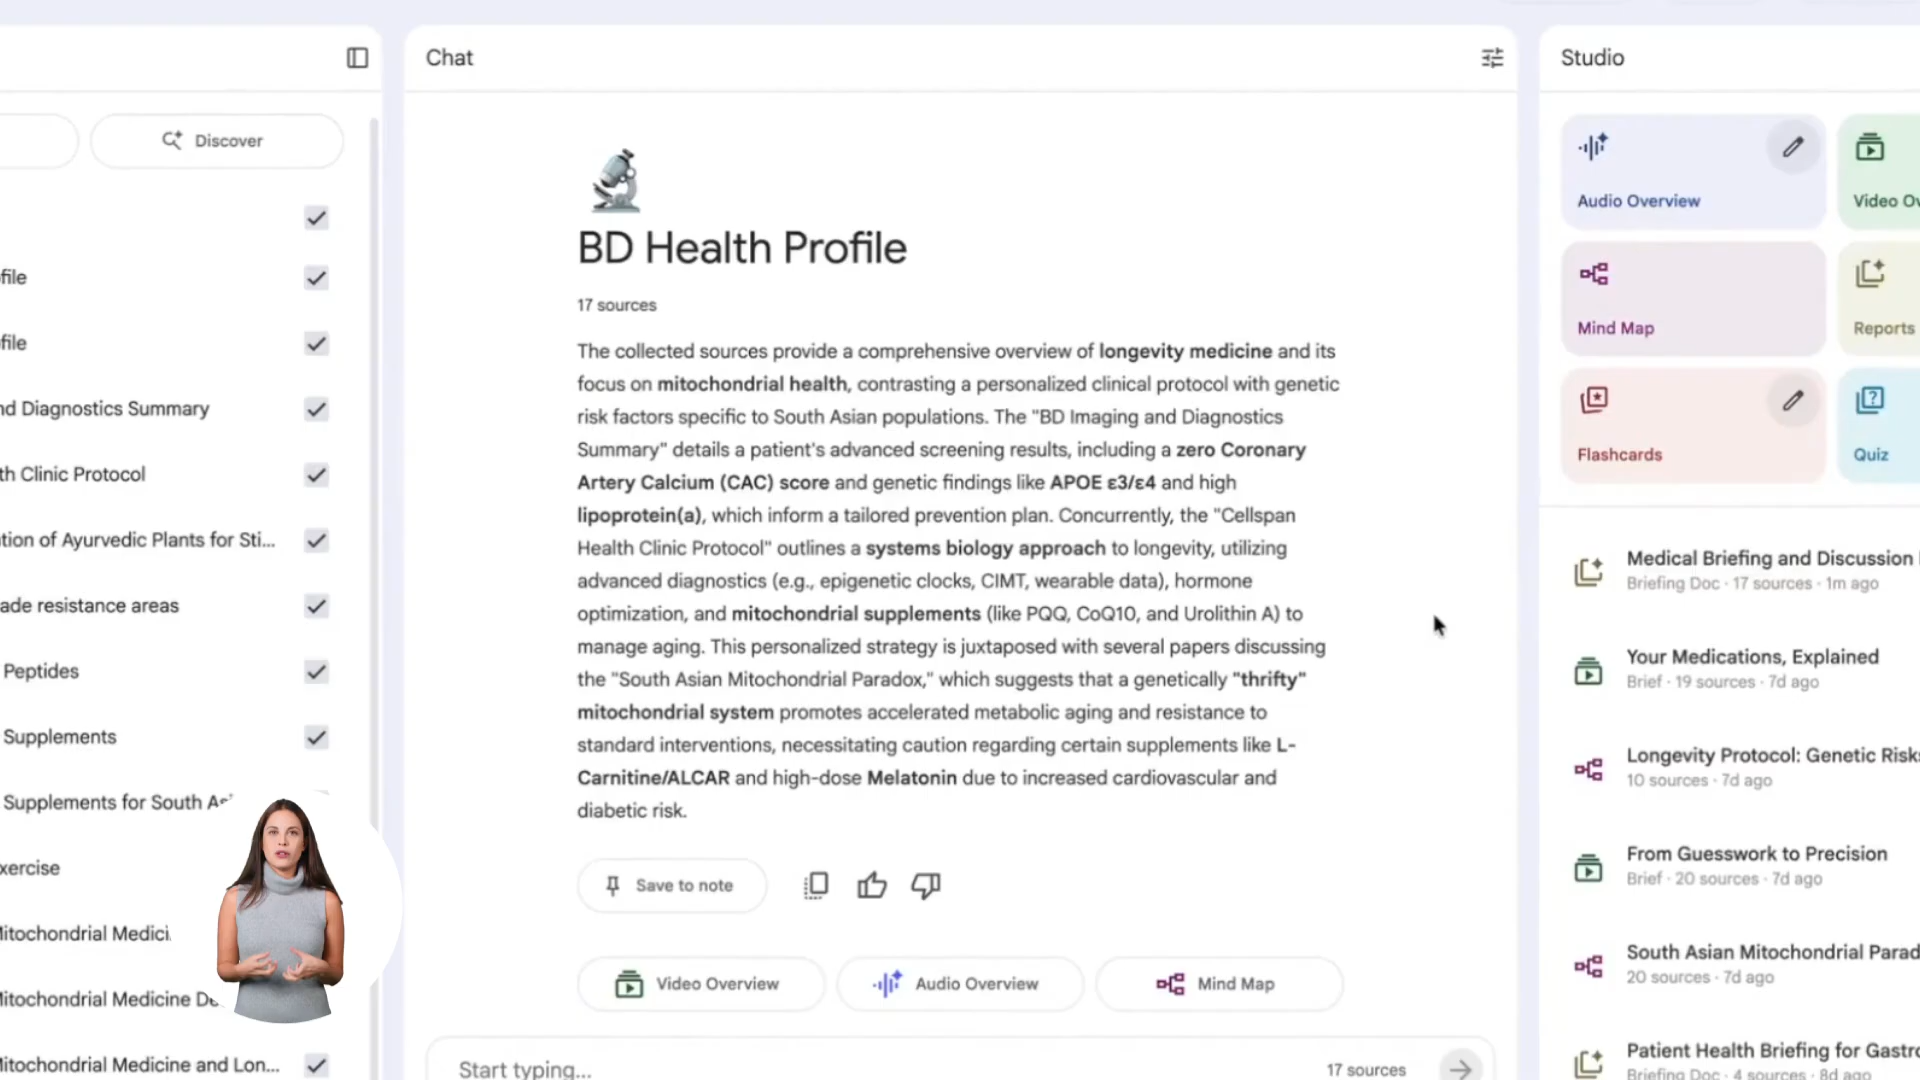 Discover
file
file
nd Diagnostics Summary
th Clinic Protocol
tion of Ayurvedic Plants for Sti...
ade resistance areas
Peptides
Supplements
Supplements for South As
xercise
Mitochondrial Medici
Mitochondrial Medicine De
Mitochondrial Medicine and Lon...
Chat
BD Health Profile
17 sources
The collected sources provide a comprehensive overview of longevity medicine and its
focus on mitochondrial health, contrasting a personalized clinical protocol with genetic
risk factors specific to South Asian populations. The "BD Imaging and Diagnostics
Summary" details a patient's advanced screening results, including a zero Coronary
Artery Calcium (CAC) score and genetic findings like APOE ε3/ε4 and high
lipoprotein(a), which inform a tailored prevention plan. Concurrently, the "Cellspan
Health Clinic Protocol" outlines a systems biology approach to longevity, utilizing
advanced diagnostics (e.g., epigenetic clocks, CIMT, wearable data), hormone
optimization, and mitochondrial supplements (like PQQ, CoQ10, and Urolithin A) to
manage aging. This personalized strategy is juxtaposed with several papers discussing
the "South Asian Mitochondrial Paradox," which suggests that a genetically "thrifty"
mitochondrial system promotes accelerated metabolic aging and resistance to
standard interventions, necessitating caution regarding certain supplements like L-
Carnitine/ALCAR and high-dose Melatonin due to increased cardiovascular and
diabetic risk.
Save to note
Video Overview
Audio Overview
Mind Map
Start typing...
17 sources
Studio
Audio Overview
Video Ov
Mind Map
Reports
Flashcards
Quiz
Medical Briefing and Discussion
Briefing Doc · 17 sources · 1m ago
Your Medications, Explained
Brief · 19 sources · 7d ago
Longevity Protocol: Genetic Risks
10 sources · 7d ago
From Guesswork to Precision
Brief · 20 sources · 7d ago
South Asian Mitochondrial Parad
20 sources · 7d ago
Patient Health Briefing for Gastro
Briefing Doc · 4 sources · 8d ago